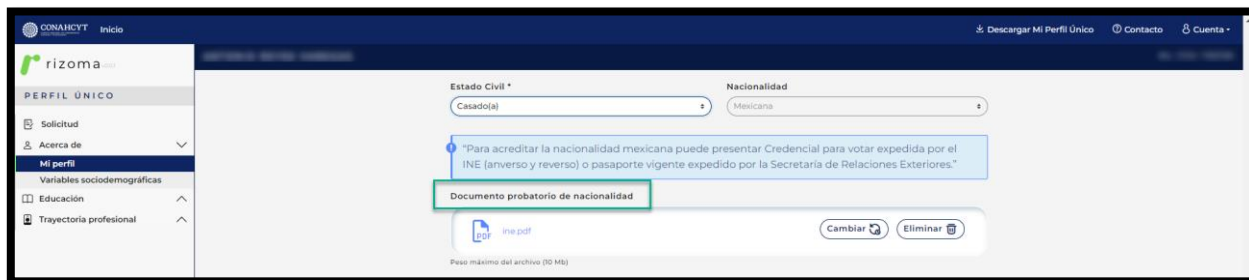 CONAHCYT Inicio
Descargar Mi Perfil Único Contacto Cuenta
rizoma
PERFIL ÚNICO
Solicitud
Acerca de
Mi perfil
Variables sociodemográficas
Educación
Trayectoria profesional
Estado Civil * Nacionalidad
Casado(a) Mexicana
"Para acreditar la nacionalidad mexicana puede presentar Credencial para votar expedida por el
INE (anverso y reverso) o pasaporte vigente expedido por la Secretaría de Relaciones Exteriores."
Documento probatorio de nacionalidad
PDF ine.pdf Cambiar Eliminar
Peso máximo del archivo (10 Mb)